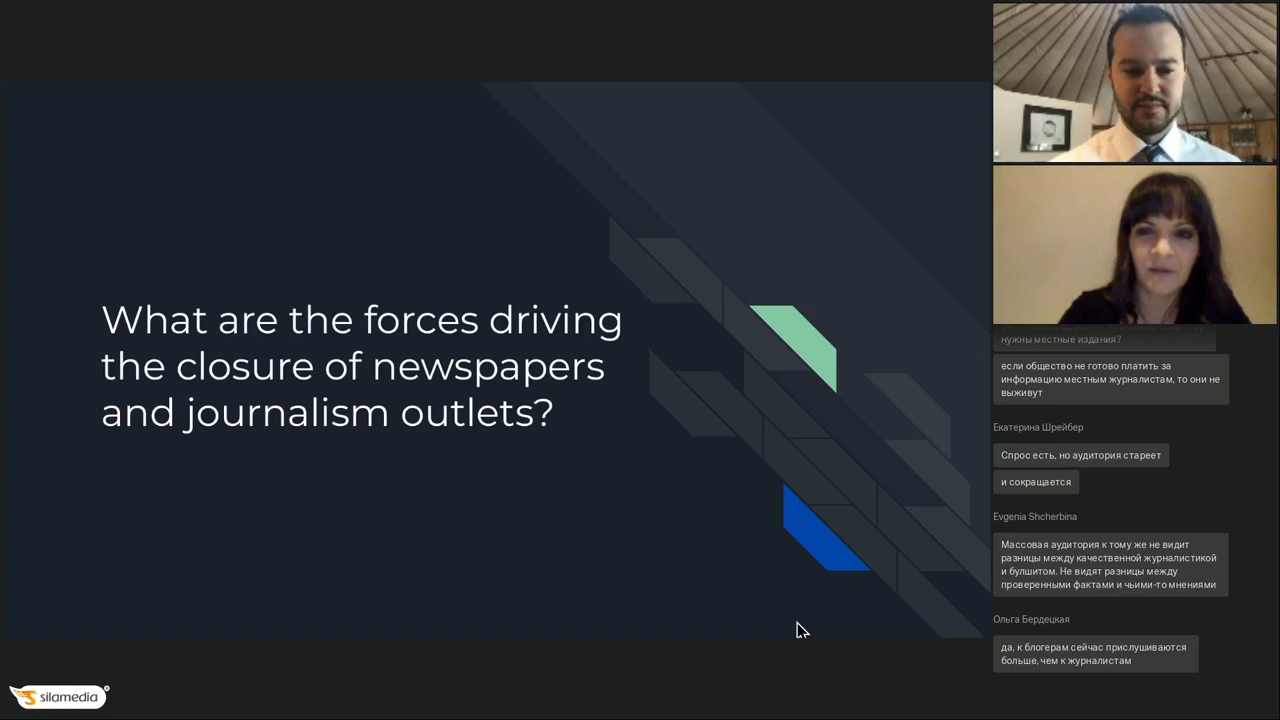 What are the forces driving
the closure of newspapers
and journalism outlets?
нужны местные издания?
если общество не готово платить за
информацию местным журналистам, то они не
выживут
Екатерина Шрейбер
Спрос есть, но аудитория стареет
и сокращается
Evgenia Shcherbina
Массовая аудитория к тому же не видит
разницы между качественной журналистикой
и булшитом. Не видят разницы между
проверенными фактами и чьими-то мнениями
Ольга Бердецкая
да, к блогерам сейчас прислушиваются
больше, чем к журналистам
silamedia